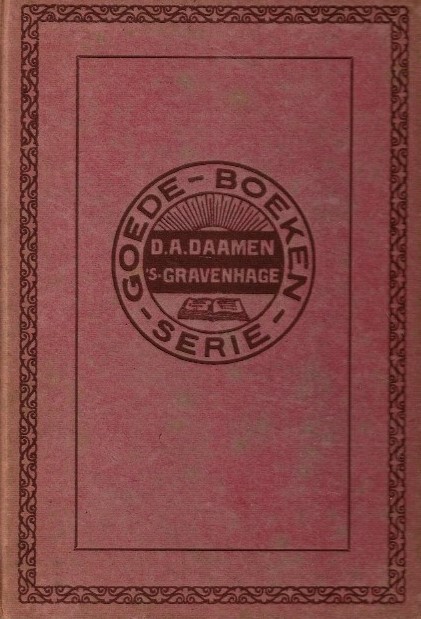 GOEDE-BOEKEN
-SERIE-
D.A.DAAMEN
'S-GRAVENHAGE